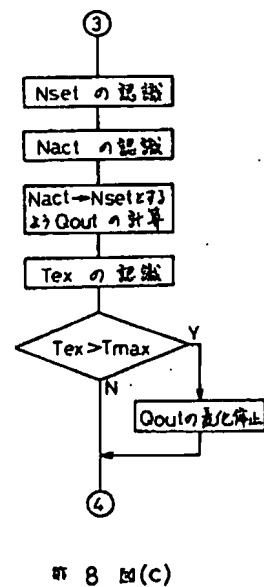 3
Nset の認識
Nact の認識
Nact→Nsetとする
ようQoutの計算
Tex の認識
Tex>Tmax
Y
N
Qoutの変化停止
4
第 8 図(C)